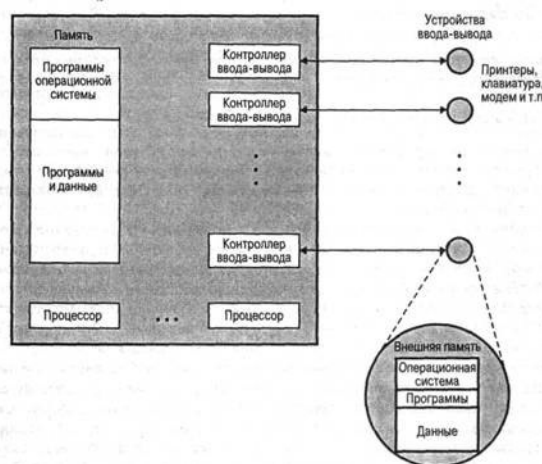 Память
Программы
операционной
системы
Программы
и данные
Контроллер
ввода-вывода
Контроллер
ввода-вывода
Контроллер
ввода-вывода
Процессор
...
Процессор
Устройства
ввода-вывода
Принтеры,
клавиатура,
модем и т.п
Внешняя память
Операционная
система
Программы
Данные